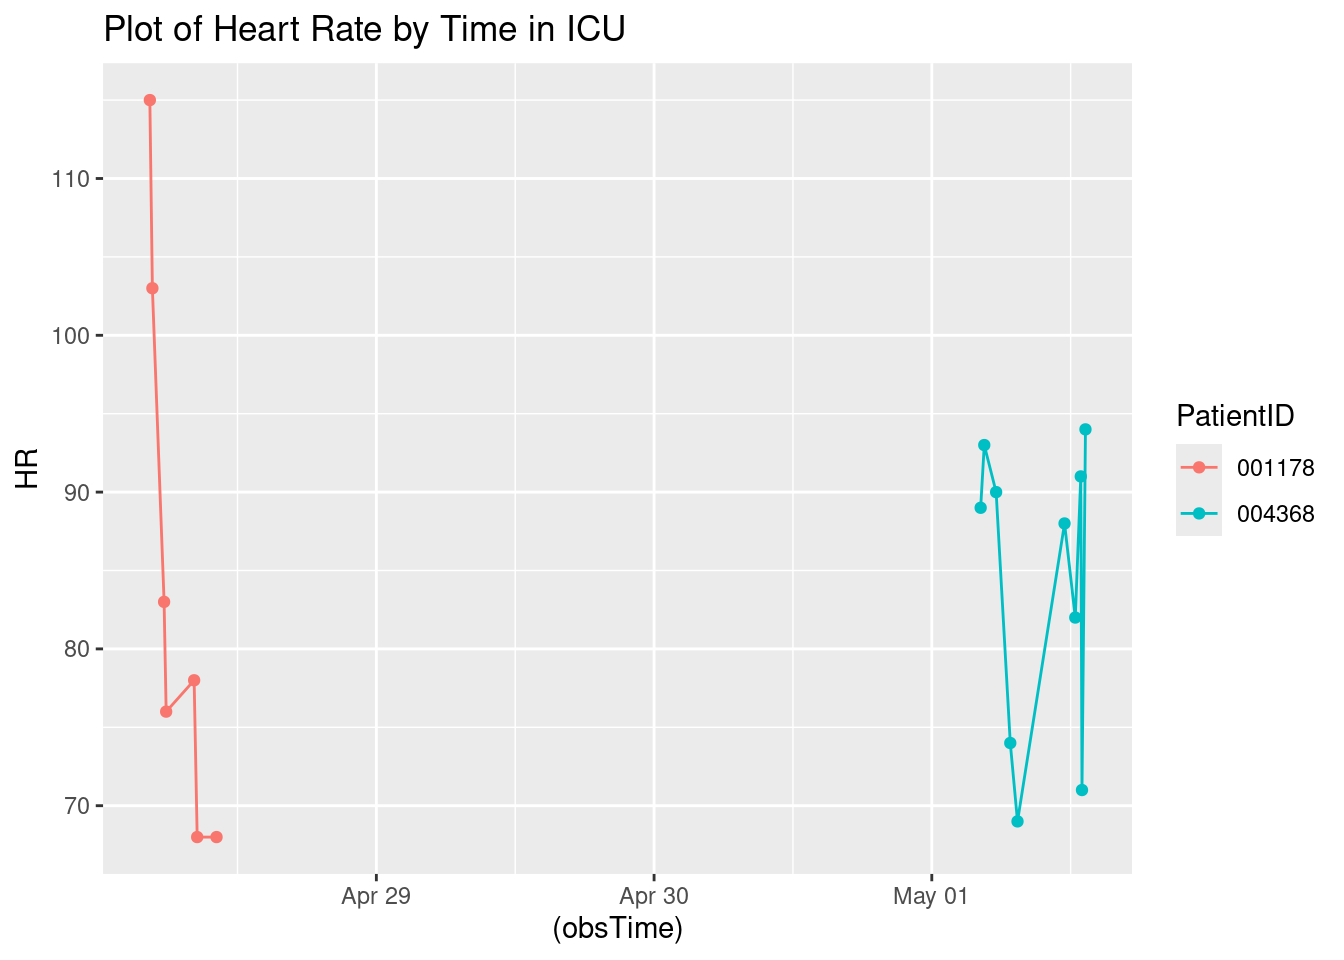 Plot of Heart Rate by Time in ICU
110
100
90
80
70
HR
Apr 29
Apr 30
May 01
(obsTime)
PatientID
001178
004368